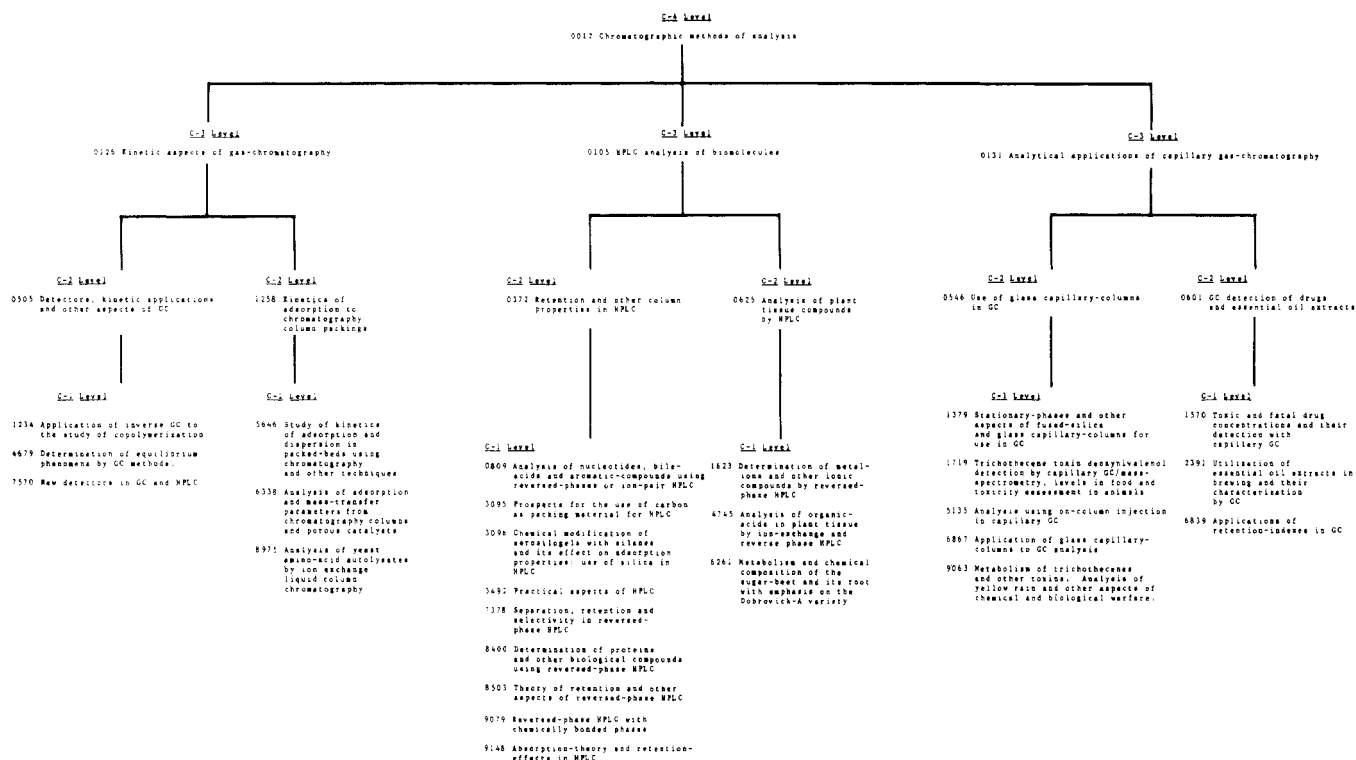 C-4 Level
0012 Chromatographic methods of analysis
C-3 Level
0126 Kinetic aspects of gas-chromatography
C-3 Level
0105 HPLC analysis of biomolecules
C-3 Level
0131 Analytical applications of capillary gas-chromatography
C-2 Level
0505 Detectors, kinetic applications
and other aspects of GC
C-2 Level
1258 Kinetics of
adsorption to
chromatography
column packings
C-2 Level
0372 Retention and other column
properties in HPLC
C-2 Level
0625 Analysis of plant
tissue compounds
by HPLC
C-2 Level
0546 Use of glass capillary-columns
in GC
C-2 Level
0601 GC detection of drugs
and essential oil extracts
C-1 Level
1234 Application of inverse GC to
the study of copolymerization
4679 Determination of equilibrium
phenomena by GC methods.
7570 Raw detectors in GC and HPLC
C-1 Level
5646 Study of kinetics
of adsorption and
dispersion in
packed-beds using
chromatography
and other techniques
6338 Analysis of adsorption
and mass-transfer
parameters from
chromatography columns
and porous catalysts
8975 Analysis of yeast
amino-acid autolysates
by ion exchange
liquid column
chromatography
C-1 Level
0809 Analysis of nucleotides, bile-
acids and aromatic-compounds using
reversed-phase or ion-pair HPLC
3095 Prospects for the use of carbon
as packing material for HPLC
3096 Chemical modification of
aerosilogels with silanes
and its effect on adsorption
properties: use of silica in
HPLC
5492 Practical aspects of HPLC
7378 Separation, retention and
selectivity in reversed-
phase HPLC
8400 Determination of proteins
and other biological compounds
using reversed-phase HPLC
8503 Theory of retention and other
aspects of reversed-phase HPLC
9079 Reversed-phase HPLC with
chemically bonded phases
9148 Absorption-theory and retention-
effects in HPLC
C-1 Level
1623 Determination of metal-
ions and other ionic
compounds by reversed-
phase HPLC
4745 Analysis of organic-
acids in plant tissue
by ion-exchange and
reverse phase HPLC
6261 Metabolism and chemical
composition of the
sugar-beet and its root
with emphasis on the
Dobrovick-A variety
C-1 Level
1379 Stationary-phases and other
aspects of fused-silica
and glass capillary-columns for
use in GC
1719 Trichothecene toxin deoxynivalenol
detection by capillary GC/mass-
spectrometry, levels in food and
toxicity assessment in animals
5135 Analysis using on-column injection
in capillary GC
6867 Application of glass capillary-
columns to GC analysis
9063 Metabolism of trichothecenes
and other toxins. Analysis of
yellow rain and other aspects of
chemical and biological warfare.
C-1 Level
1570 Toxic and fatal drug
concentrations and their
detection with
capillary GC
2391 Utilization of
essential oil extracts in
brewing and their
characterization
by GC
6839 Applications of
retention-indexes in GC